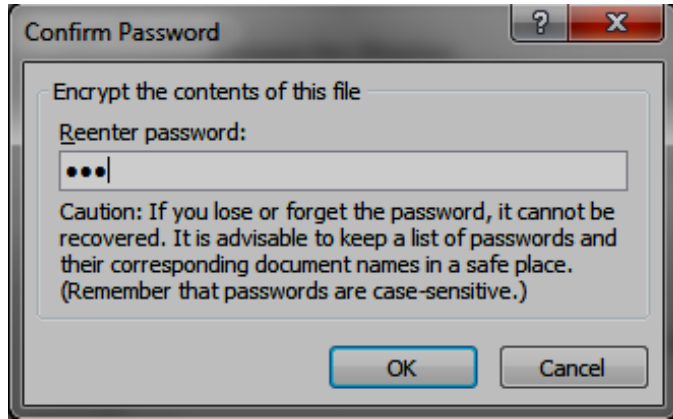 Confirm Password
?
X
Encrypt the contents of this file
Reenter password:
•••
Caution: If you lose or forget the password, it cannot be
recovered. It is advisable to keep a list of passwords and
their corresponding document names in a safe place.
(Remember that passwords are case-sensitive.)
OK
Cancel